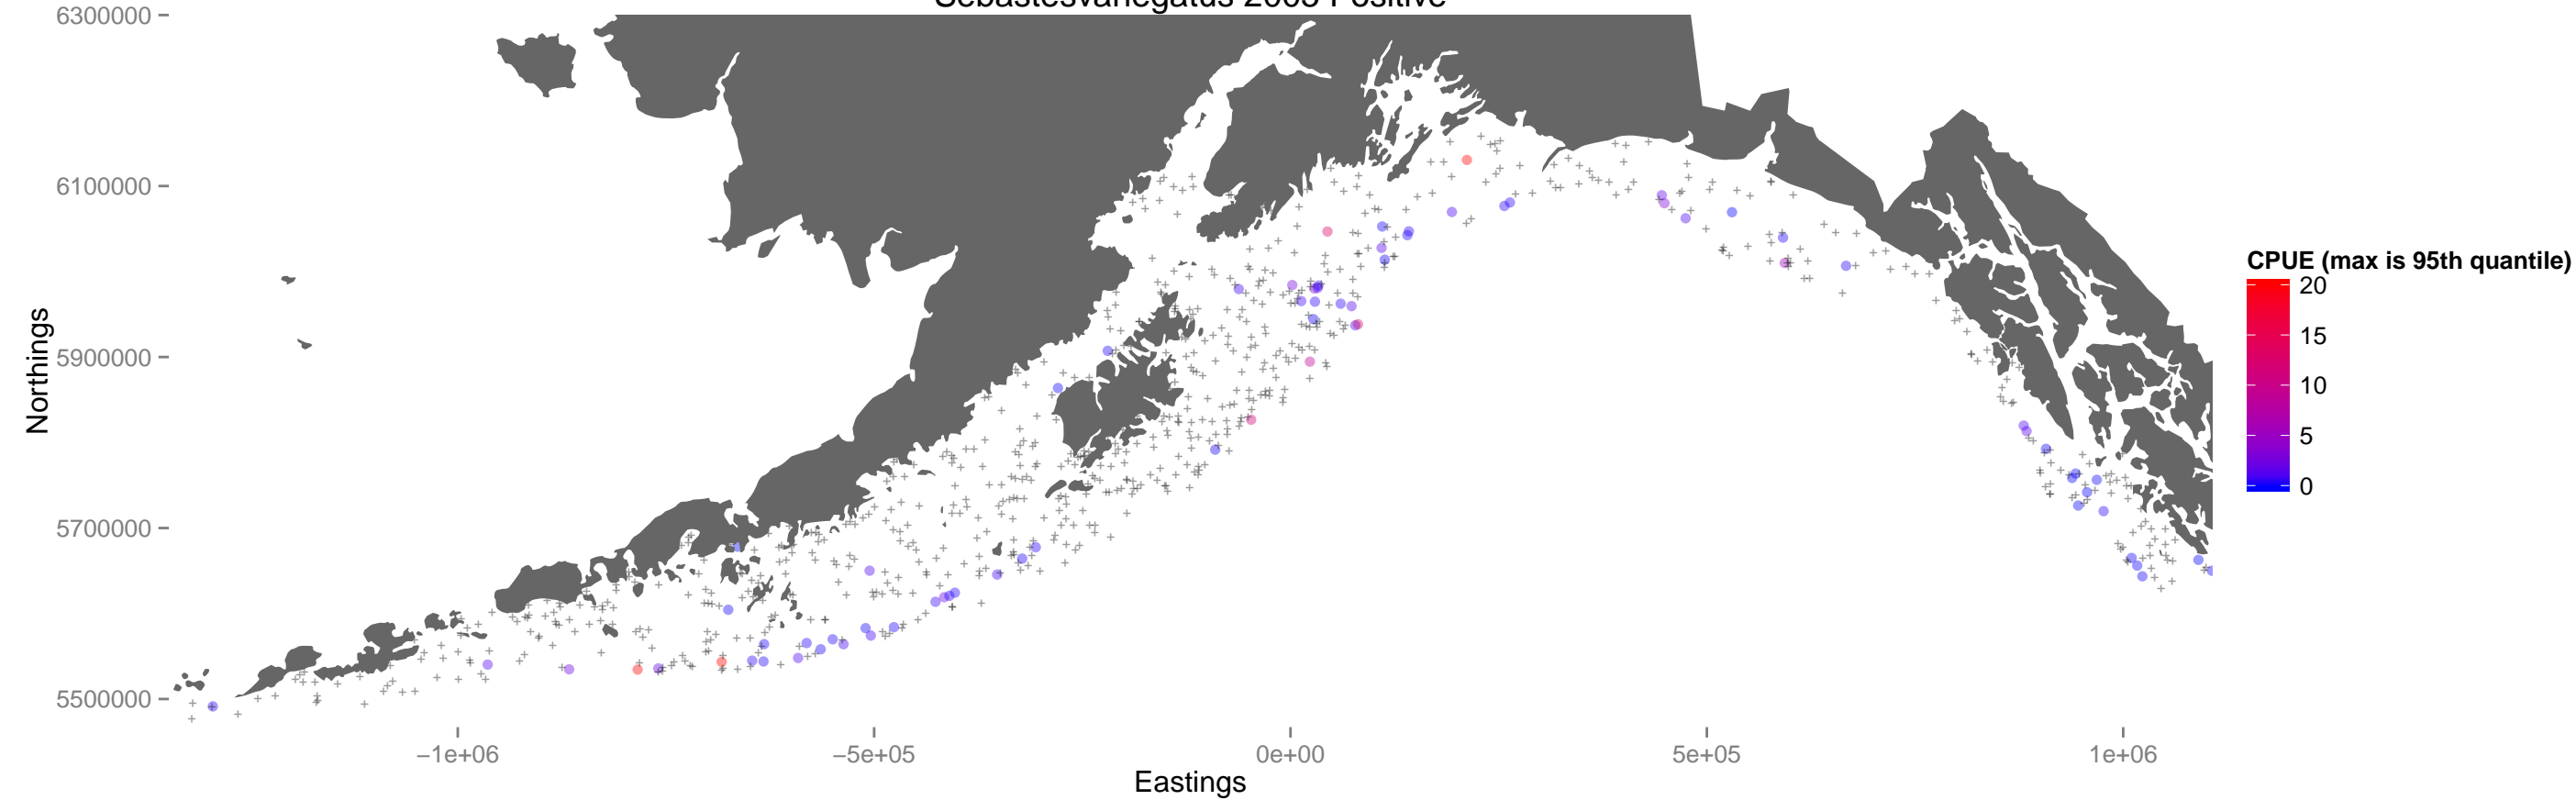 Sebastesvariegatus 2003 Positive
6300000
6100000
5900000
5700000
5500000
Northings
−1e+06
−5e+05
0e+00
5e+05
1e+06
Eastings
CPUE (max is 95th quantile)
20
15
10
5
0